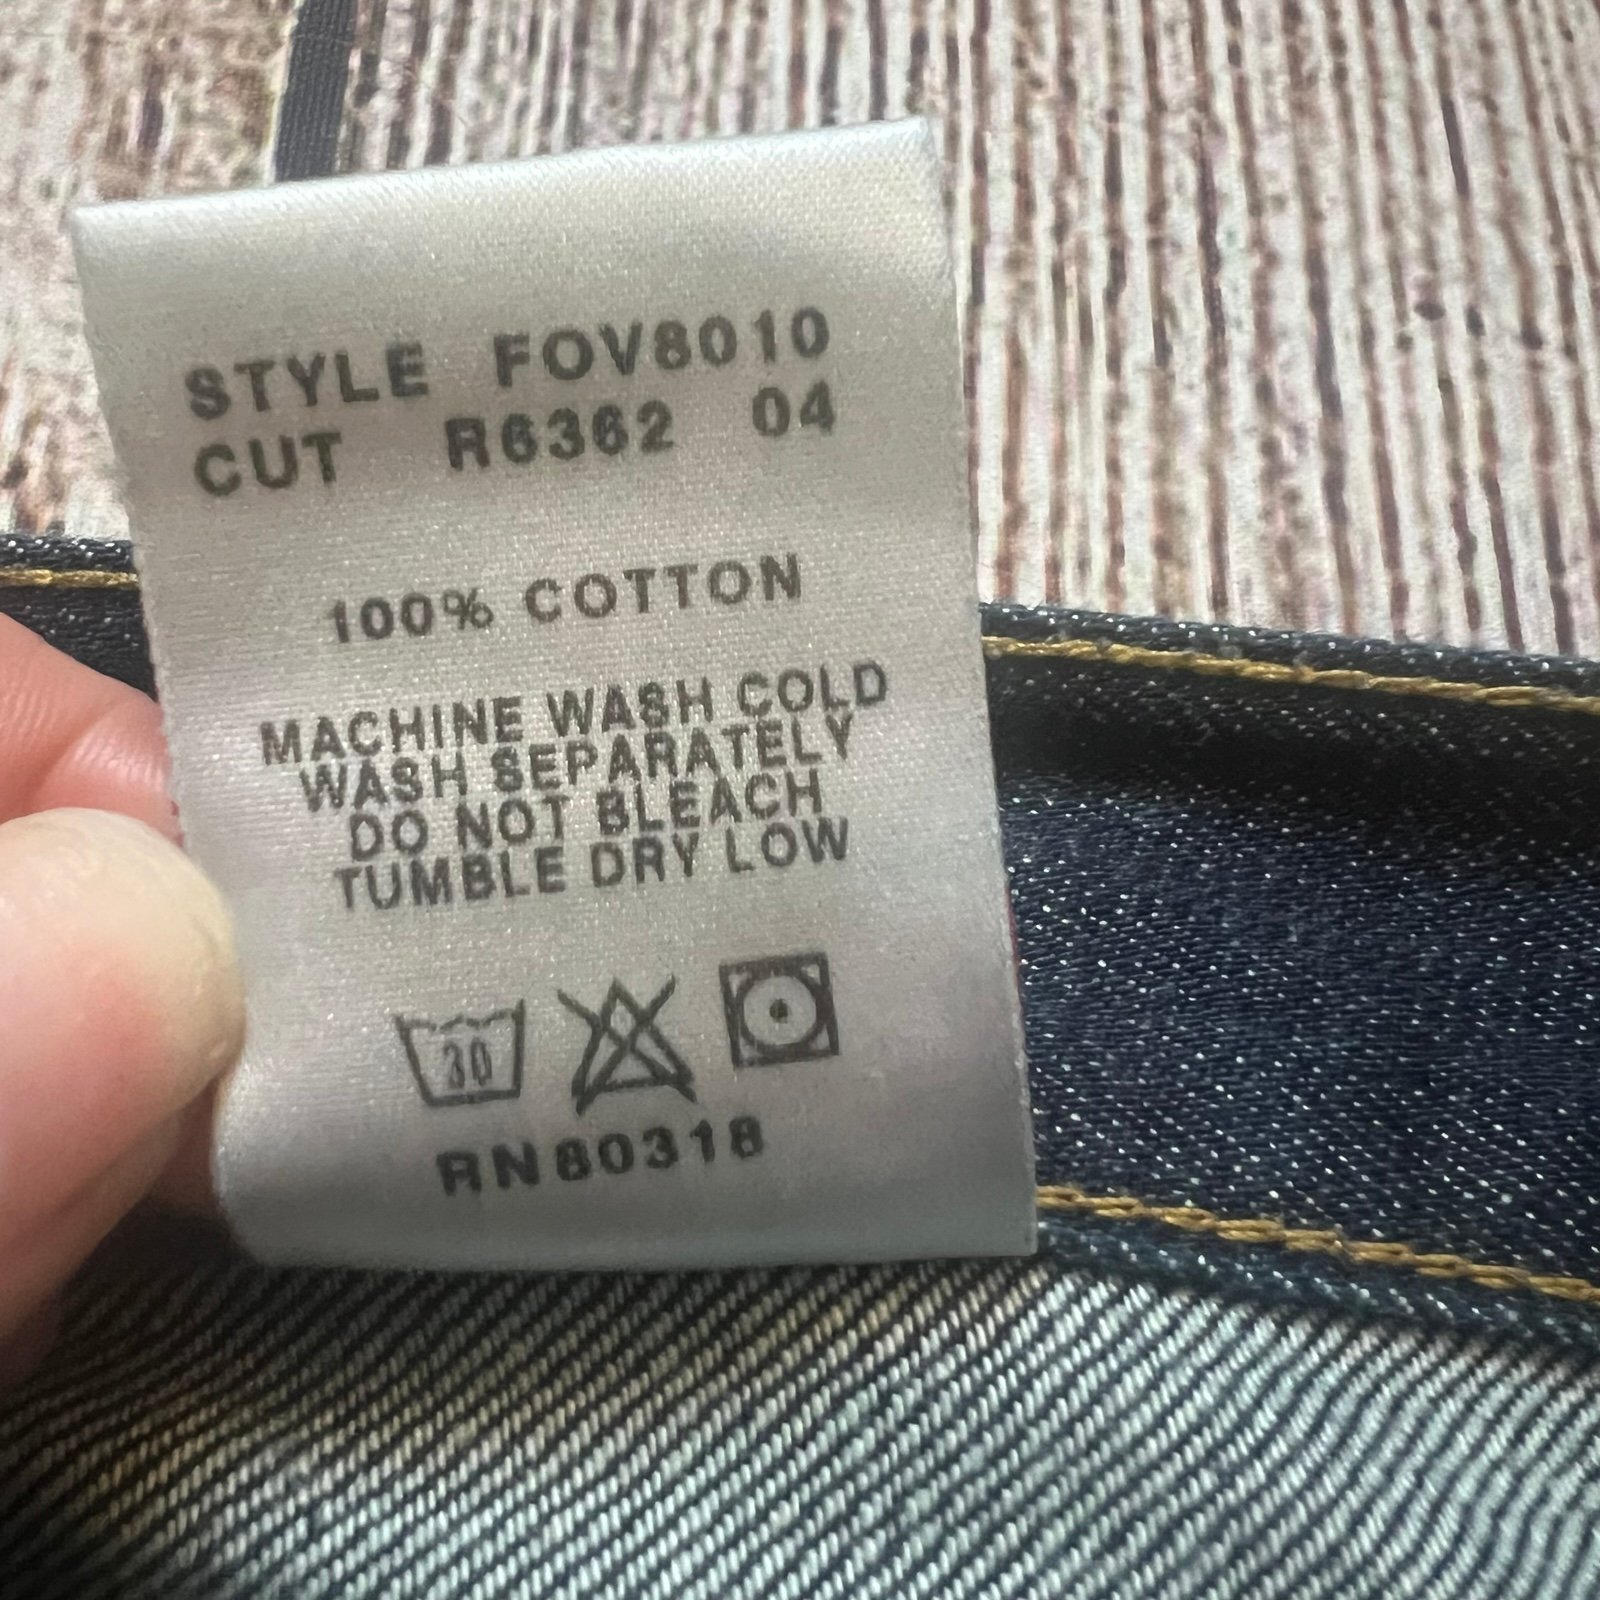 STYLE FOV8010
CUT R6362 04
100% COTTON
MACHINE WASH COLD
WASH SEPARATELY
DO NOT BLEACH
TUMBLE DRY LOW
30
RN80318